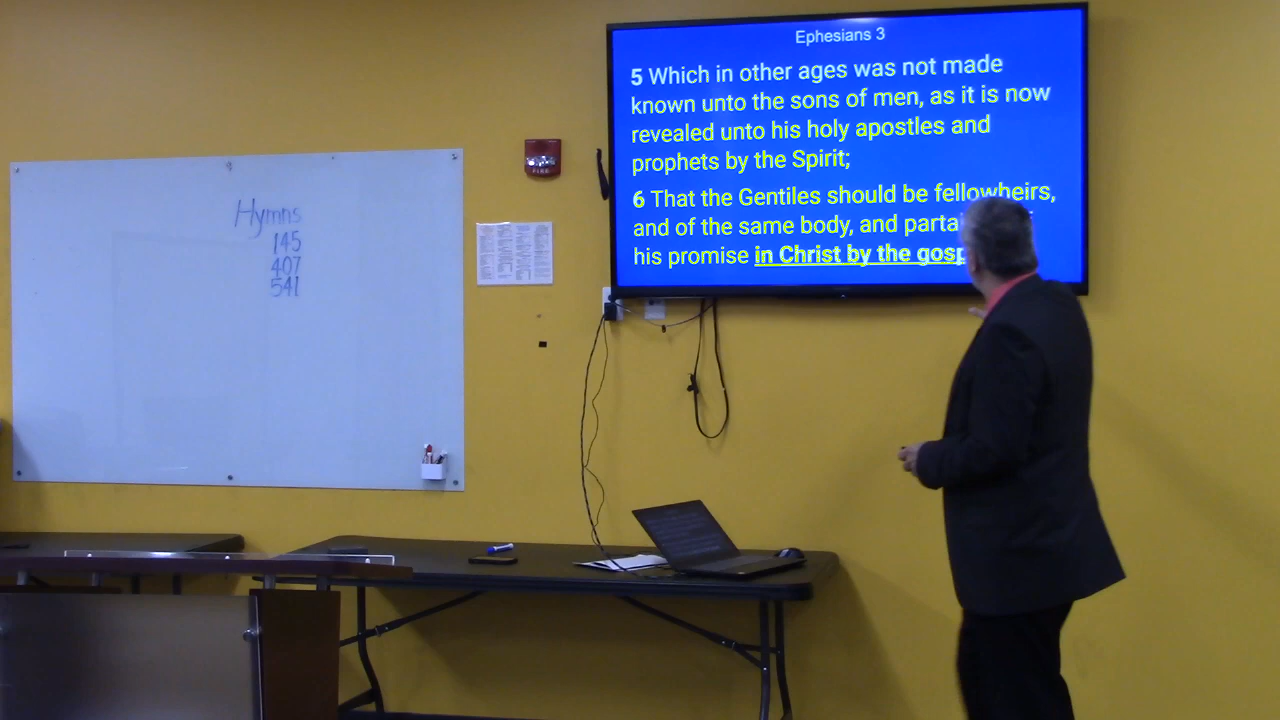 Ephesians 3
5 Which in other ages was not made
known unto the sons of men, as it is now
revealed unto his holy apostles and
prophets by the Spirit;
6 That the Gentiles should be fellowheirs,
and of the same body, and
his promise in Christ by the
Hymns
145
407
541
FIRE